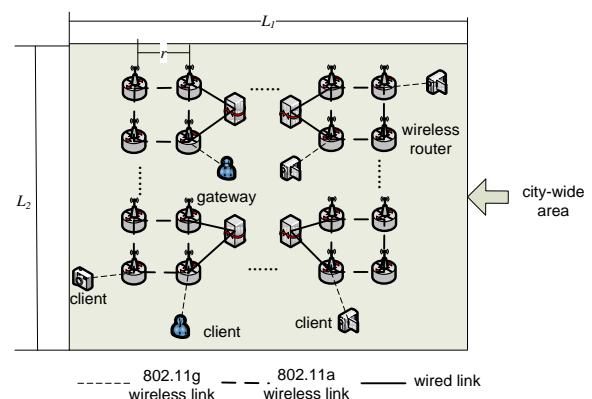 L1
r
......
wireless
router
gateway
L2
city-wide
area
......
......
......
client
client
client
802.11g
wireless link
802.11a
wireless link
wired link